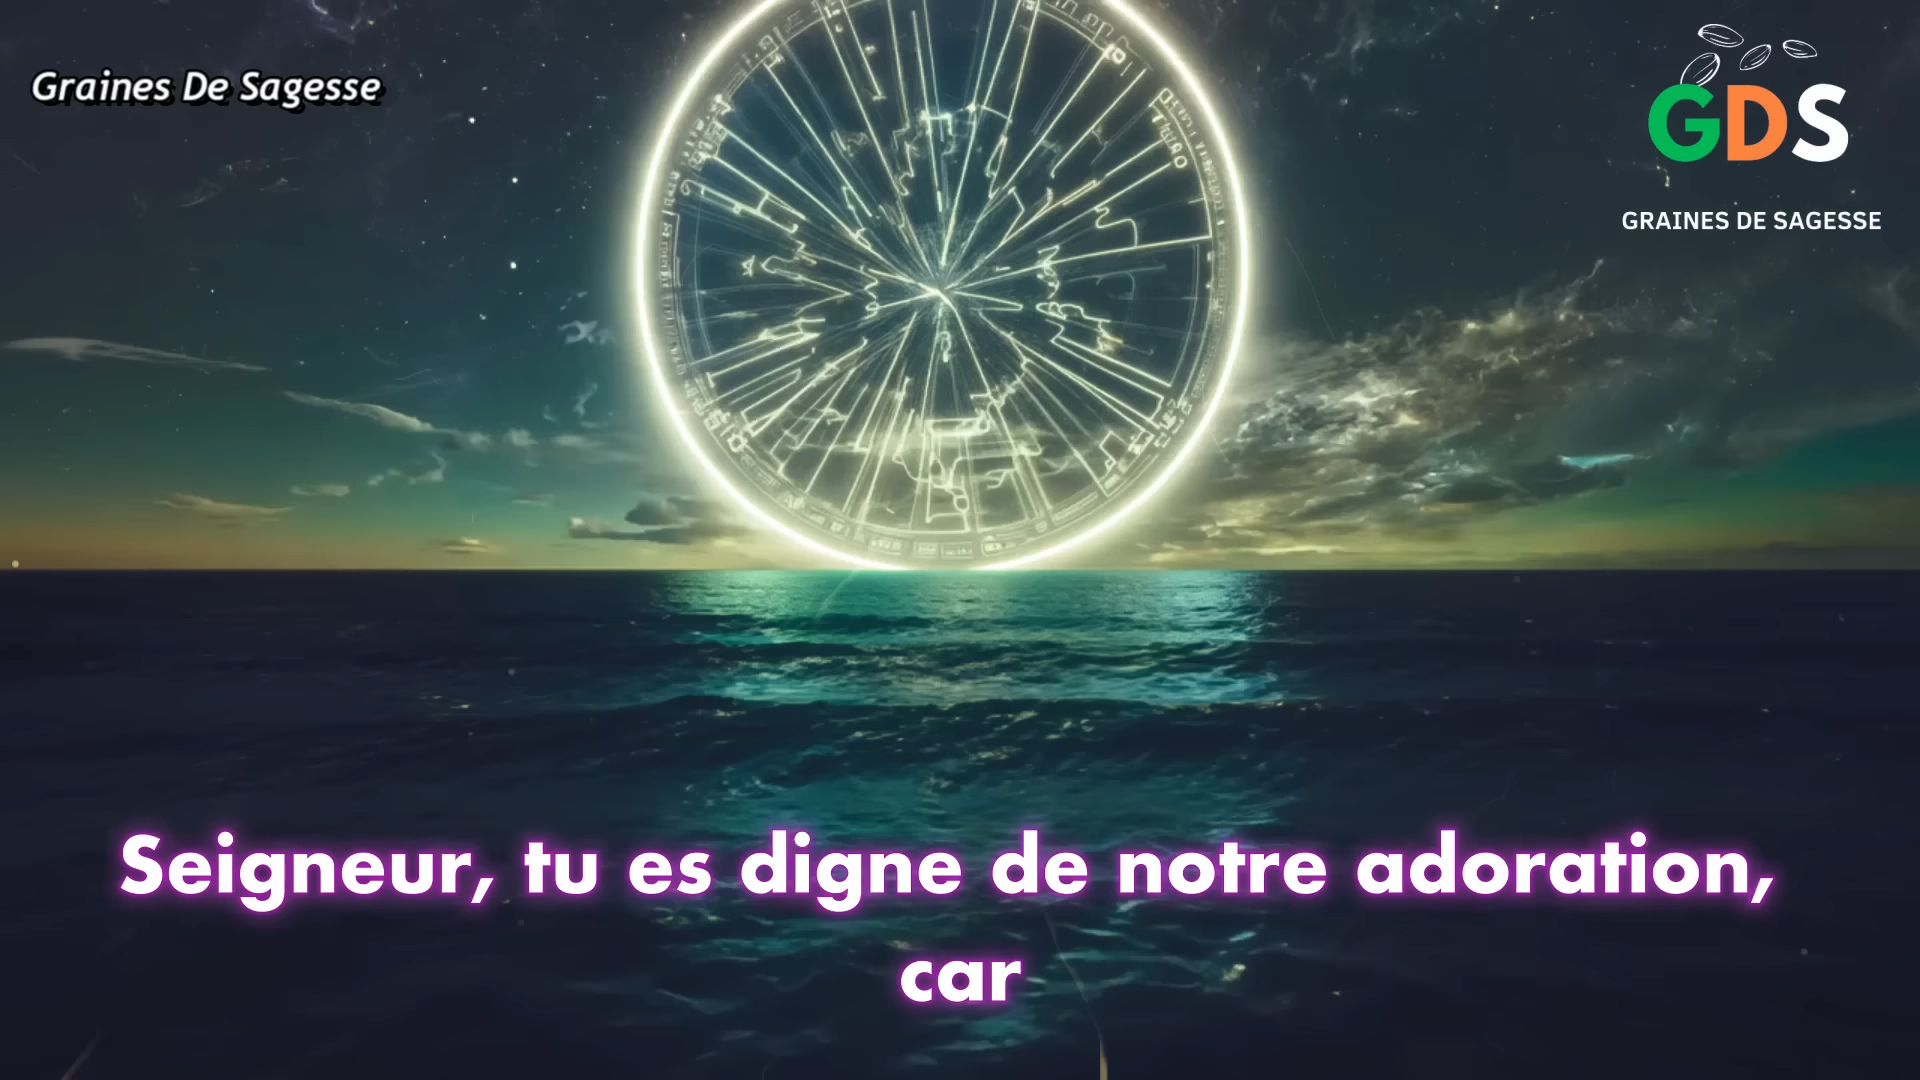 Graines De Sagesse
GDS
GRAINES DE SAGESSE
Seigneur, tu es digne de notre adoration,
car